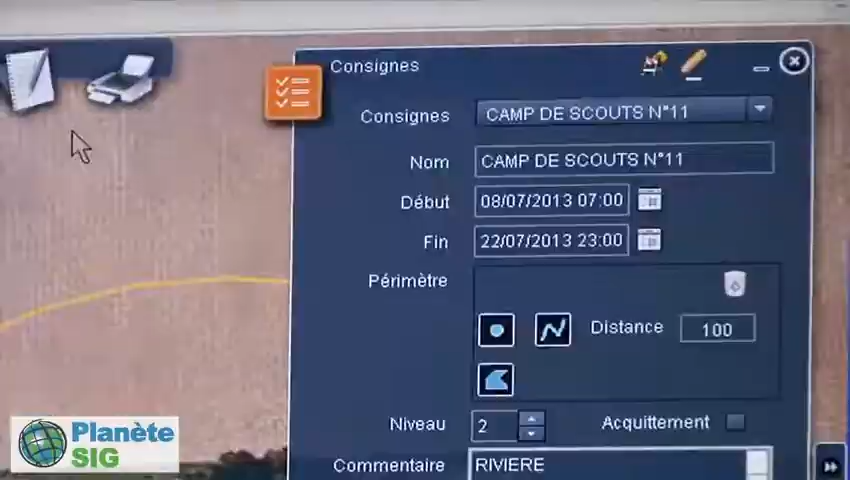 Consignes
Consignes CAMP DE SCOUTS N°11
Nom CAMP DE SCOUTS N°11
Début 08/07/2013 07:00
Fin 22/07/2013 23:00
Périmètre
Distance 100
Niveau 2 Acquittement
Commentaire RIVIERE
Planète
SIG